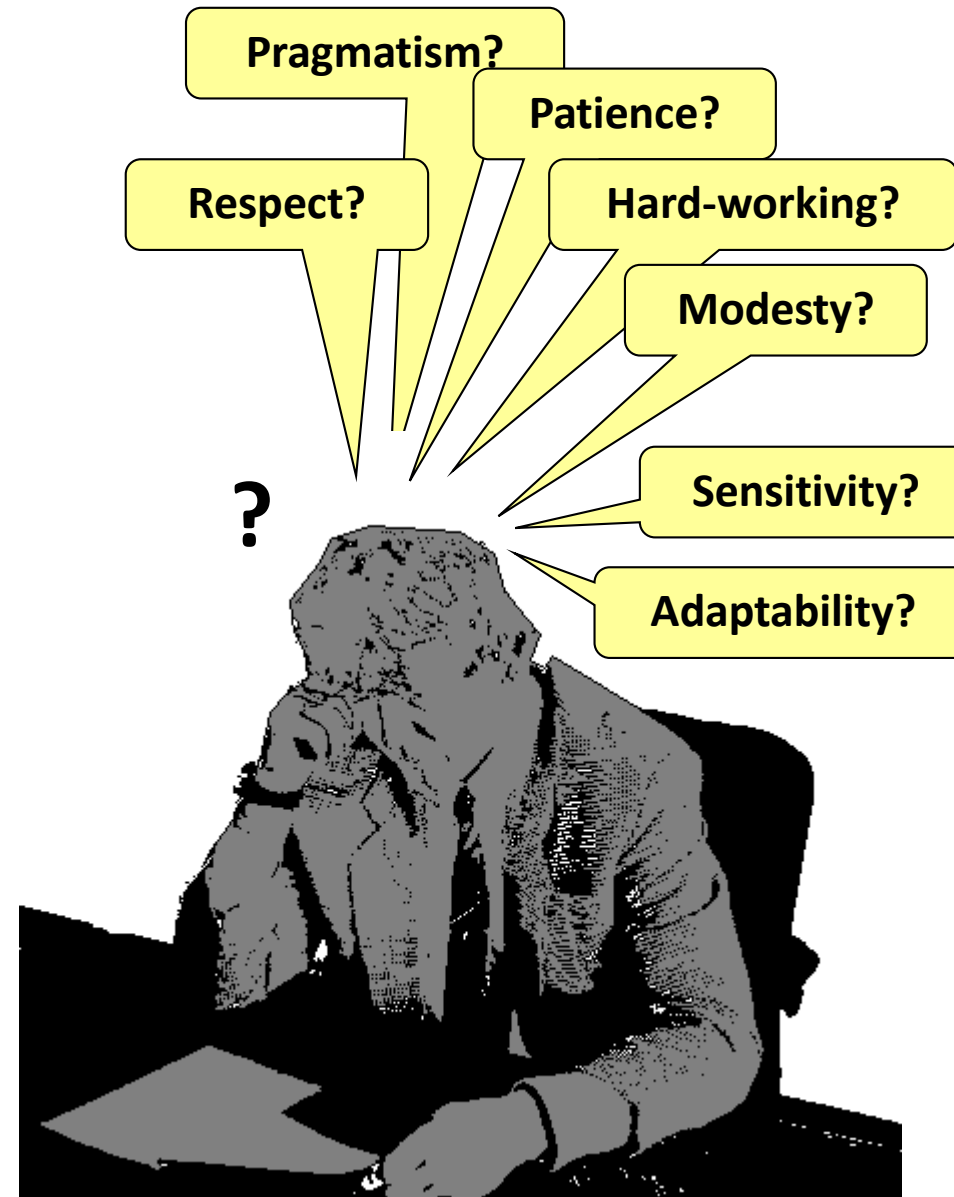 Pragmatism?
Patience?
Respect?
Hard-working?
Modesty?
Sensitivity?
?
Adaptability?